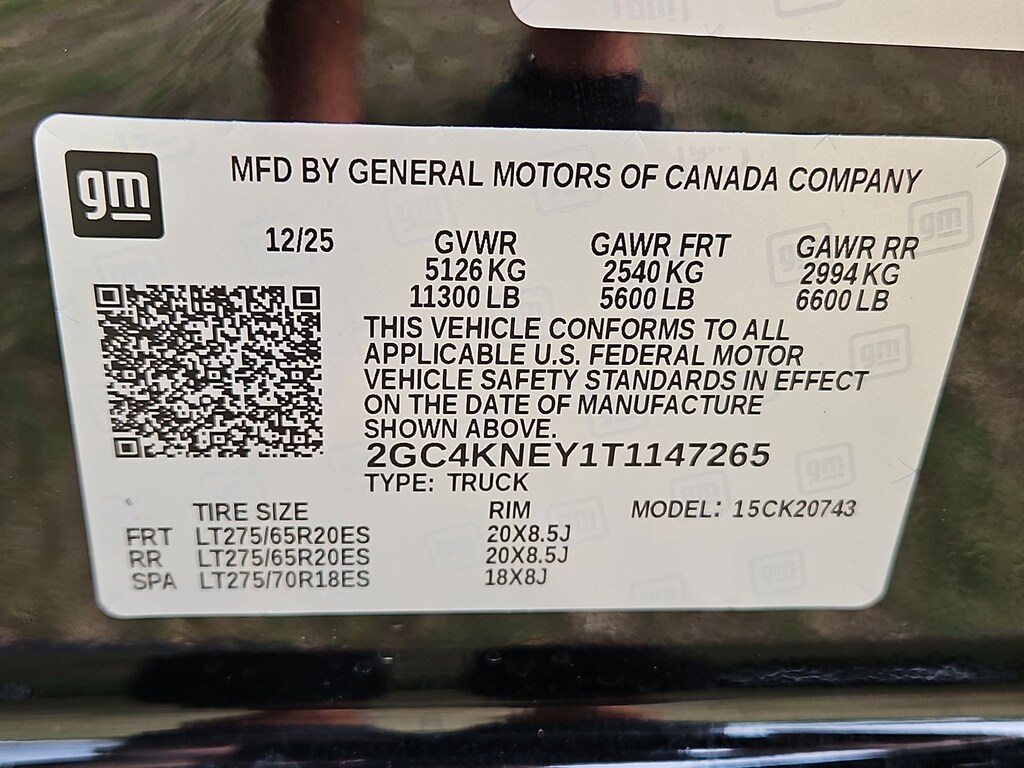 gm
MFD BY GENERAL MOTORS OF CANADA COMPANY
12/25 GVWR GAWR FRT GAWR RR
5126 KG 2540 KG 2994 KG
11300 LB 5600 LB 6600 LB
THIS VEHICLE CONFORMS TO ALL
APPLICABLE U.S. FEDERAL MOTOR
VEHICLE SAFETY STANDARDS IN EFFECT
ON THE DATE OF MANUFACTURE
SHOWN ABOVE.
2GC4KNEY1T1147265
TYPE: TRUCK
TIRE SIZE RIM MODEL: 15CK20743
FRT LT275/65R20ES 20X8.5J
RR LT275/65R20ES 20X8.5J
SPA LT275/70R18ES 18X8J